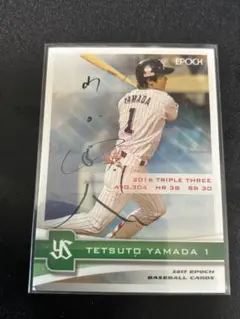 EPOCH
YAMADA
1
2016 TRIPLE THREE
AVG.304 HR 38 SB 30
YS
TETSUTO YAMADA 1
2017 EPOCH
BASEBALL CARDS